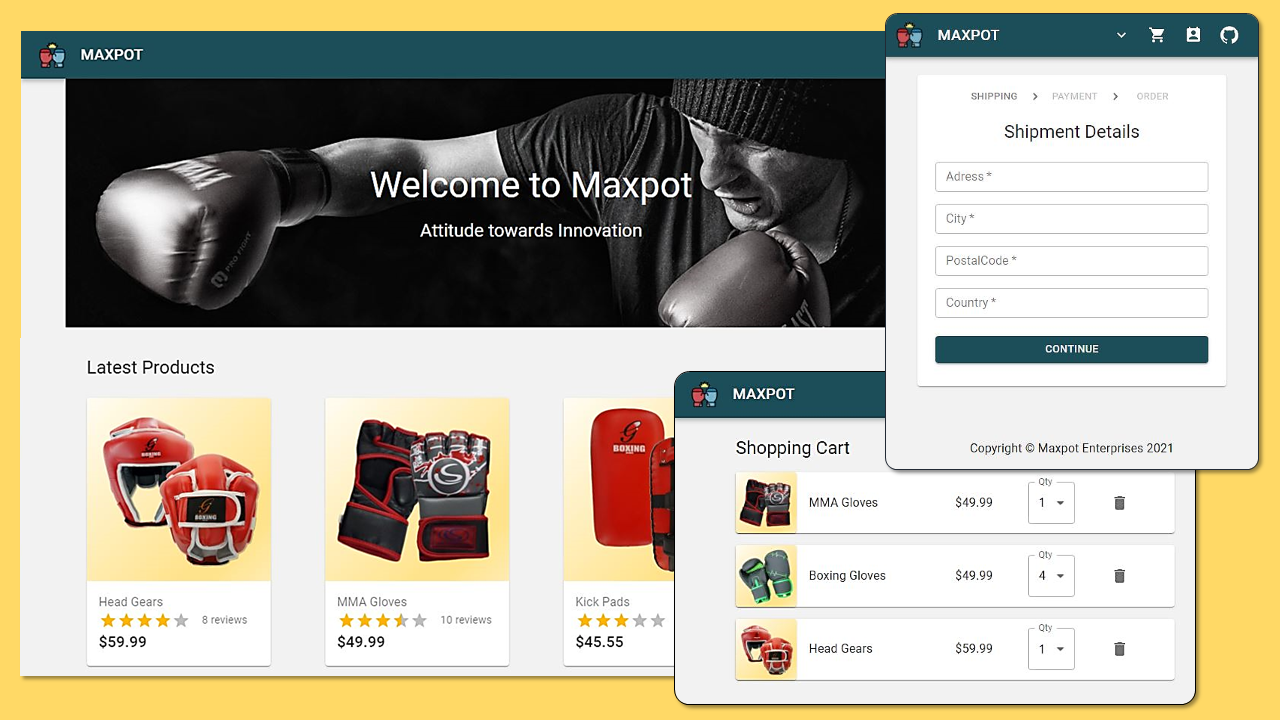 MAXPOT
Welcome to Maxpot
Attitude towards Innovation
PRO FIGHT
Latest Products
BOXING
BOXING
Head Gears
8 reviews
$59.99
S
MMA Gloves
10 reviews
$49.99
BOXING
Kick Pads
$45.55
MAXPOT
SHIPPING > PAYMENT > ORDER
Shipment Details
Adress *
City *
PostalCode *
Country *
CONTINUE
Copyright © Maxpot Enterprises 2021
MAXPOT
Shopping Cart
MMA Gloves $49.99 Qty 1
Boxing Gloves $49.99 Qty 4
Head Gears $59.99 Qty 1